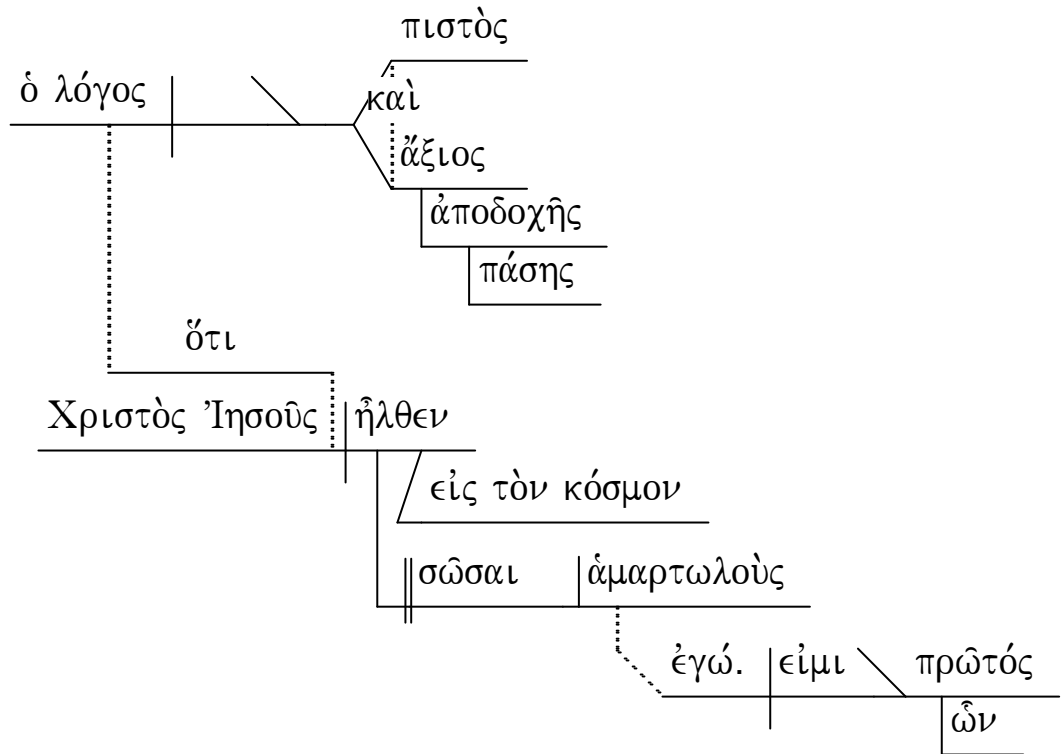 πιστὸς
ὁ λόγος
καὶ
ἄξιος
ἀποδοχῆς
πάσης
ὅτι
Χριστὸς Ἰησοῦς ἦλθεν
εἰς τὸν κόσμον
σῶσαι ἁμαρτωλοὺς
ἐγώ. εἰμι πρῶτός
ὧν